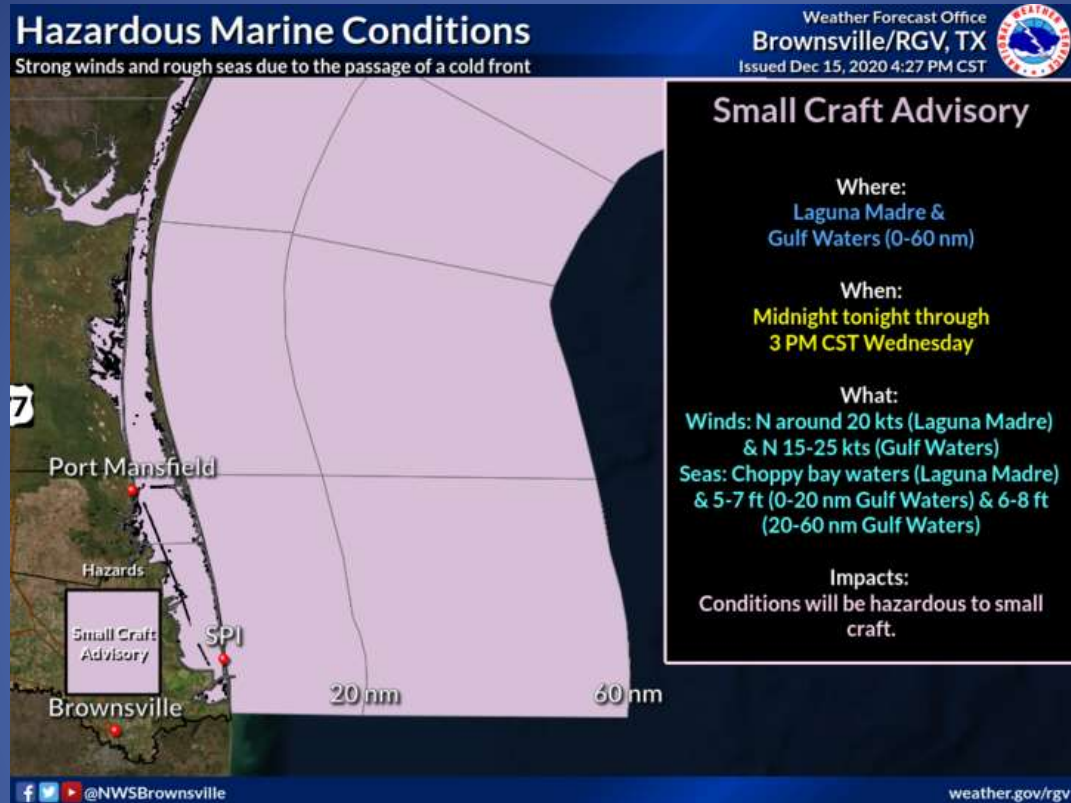 Hazardous Marine Conditions
Strong winds and rough seas due to the passage of a cold front
Weather Forecast Office
Brownsville/RGV, TX
Issued Dec 15, 2020 4:27 PM CST
NATIONAL WEATHER SERVICE
Small Craft Advisory
Where:
Laguna Madre &
Gulf Waters (0-60 nm)
When:
Midnight tonight through
3 PM CST Wednesday
What:
Winds: N around 20 kts (Laguna Madre)
& N 15-25 kts (Gulf Waters)
Seas: Choppy bay waters (Laguna Madre)
& 5-7 ft (0-20 nm Gulf Waters) & 6-8 ft
(20-60 nm Gulf Waters)
Impacts:
Conditions will be hazardous to small
craft.
7
Port Mansfield
Hazards
Small Craft
Advisory
SPI
Brownsville
20 nm
60 nm
@NWSBrownsville
weather.gov/rgv